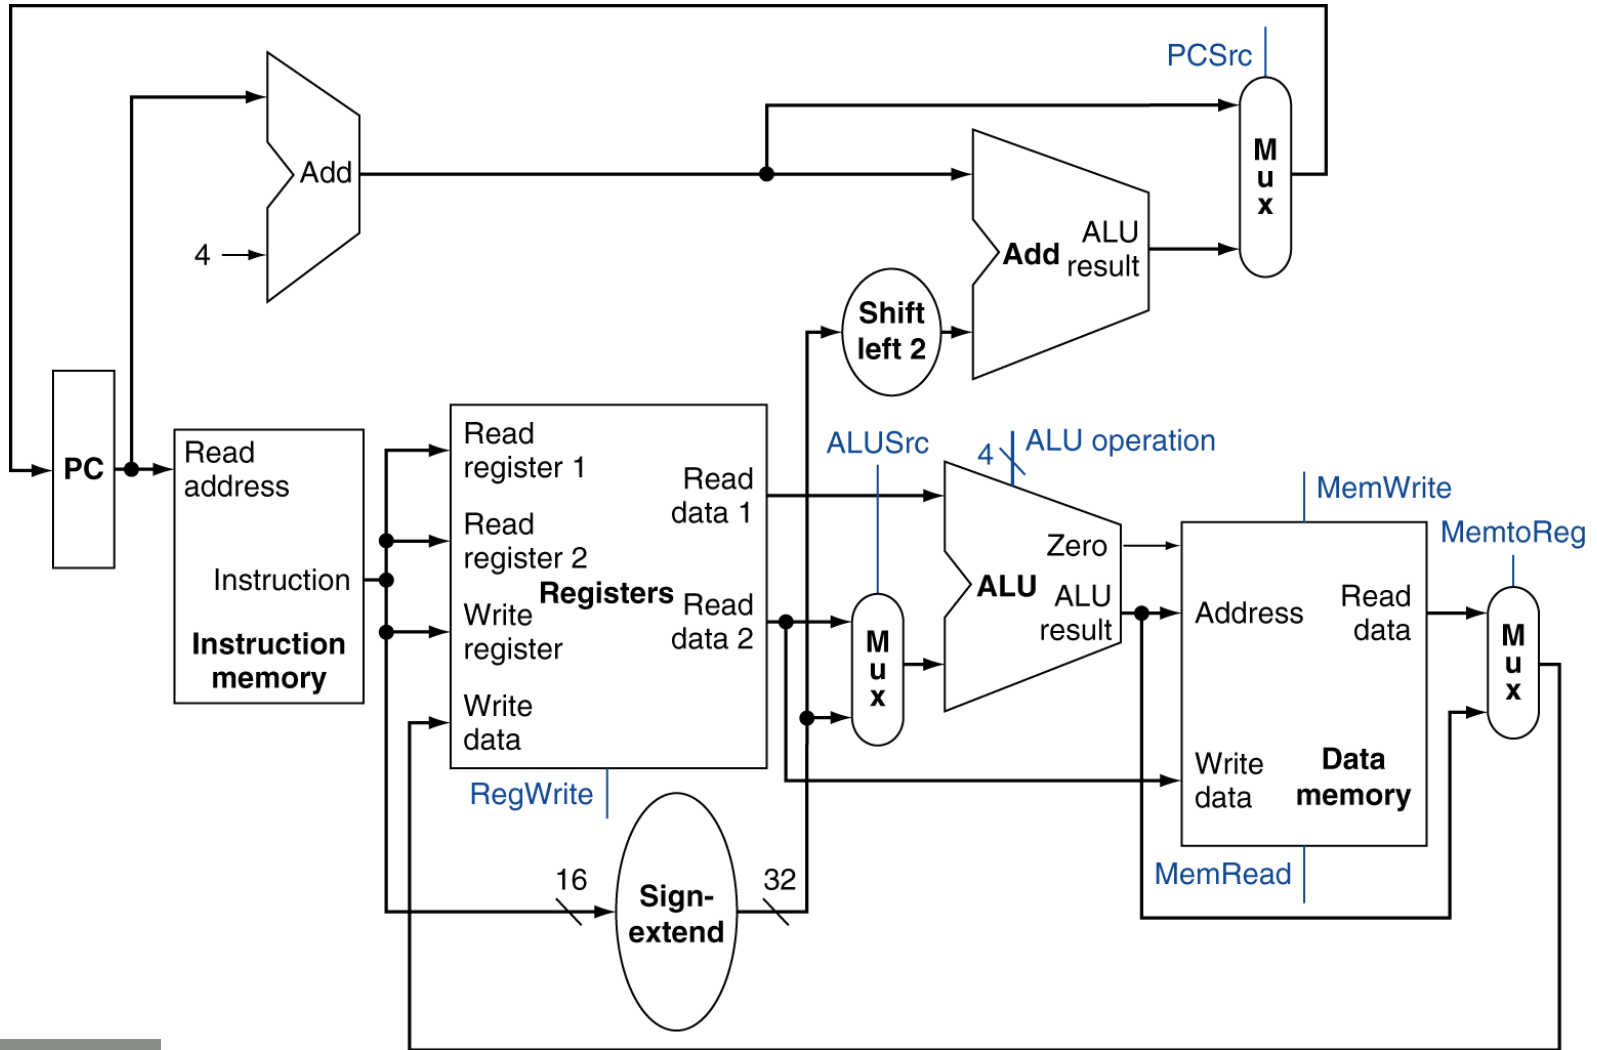 PCSrc
M
u
x
Add
4
Add
ALU
result
Shift
left 2
PC
Read
address
Instruction
Instruction
memory
Read
register 1
Read
register 2
Write
register
Write
data
Registers
Read
data 1
Read
data 2
RegWrite
16
Sign-
extend
32
ALUSrc
M
u
x
4
ALU operation
Zero
ALU
ALU
result
MemWrite
Address
Read
data
Write
data
Data
memory
MemRead
MemtoReg
M
u
x